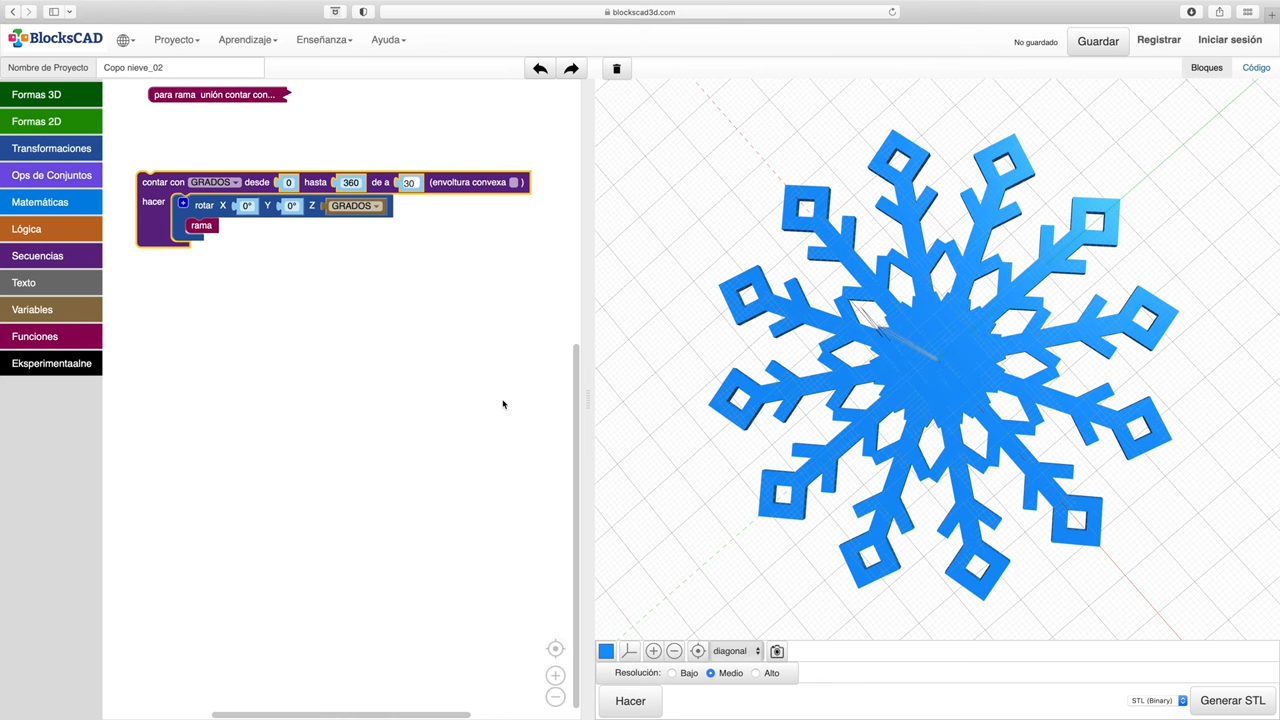 blockscad3d.com
BlocksCAD
Proyecto
Aprendizaje
Enseñanza
Ayuda
No guardado
Guardar
Registrar
Iniciar sesión
Nombre de Proyecto
Copo nieve_02
Bloques
Código
Formas 3D
Formas 2D
Transformaciones
Ops de Conjuntos
Matemáticas
Lógica
Secuencias
Texto
Variables
Funciones
Eksperimentaalne
para rama unión contar con...
contar con GRADOS desde 0 hasta 360 de a 30 (envoltura convexa )
hacer rotar X 0° Y 0° Z GRADOS
rama
diagonal
Resolución: Bajo Medio Alto
Hacer
STL (Binary)
Generar STL